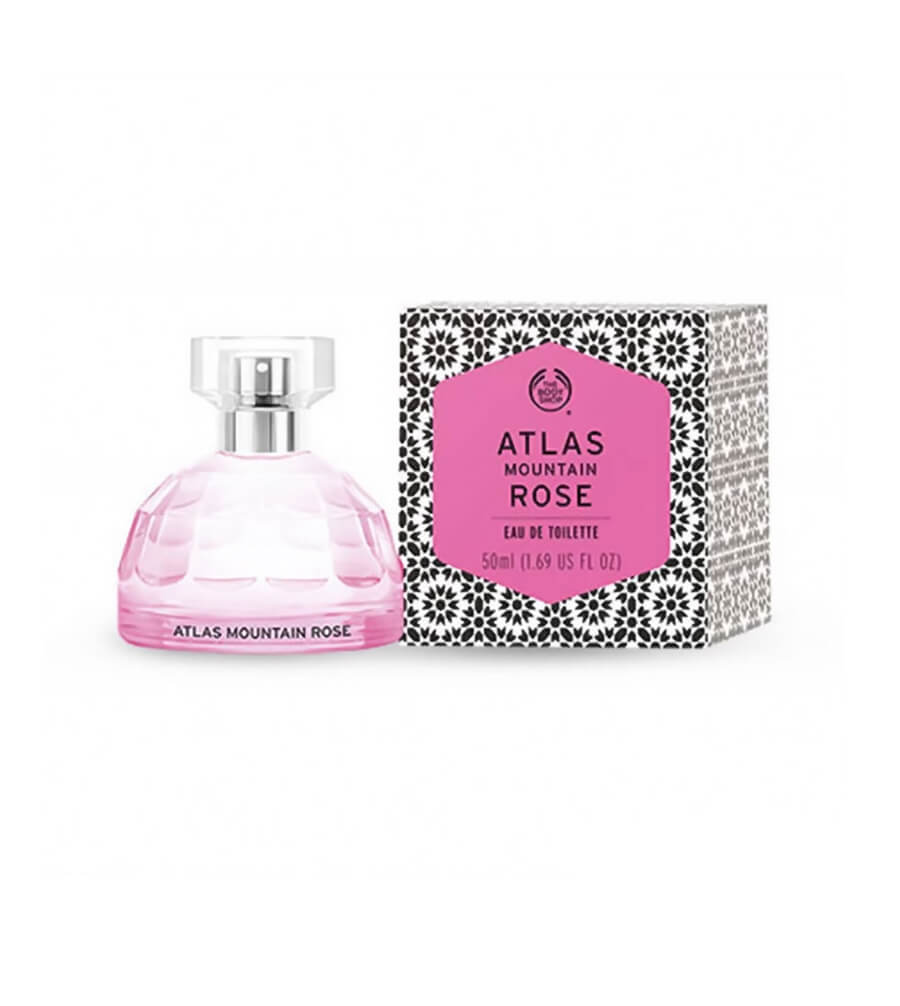 THE
BODY
SHOP
®
ATLAS
MOUNTAIN
ROSE
EAU DE TOILETTE
50ml (1.69 US FL OZ)
ATLAS MOUNTAIN ROSE